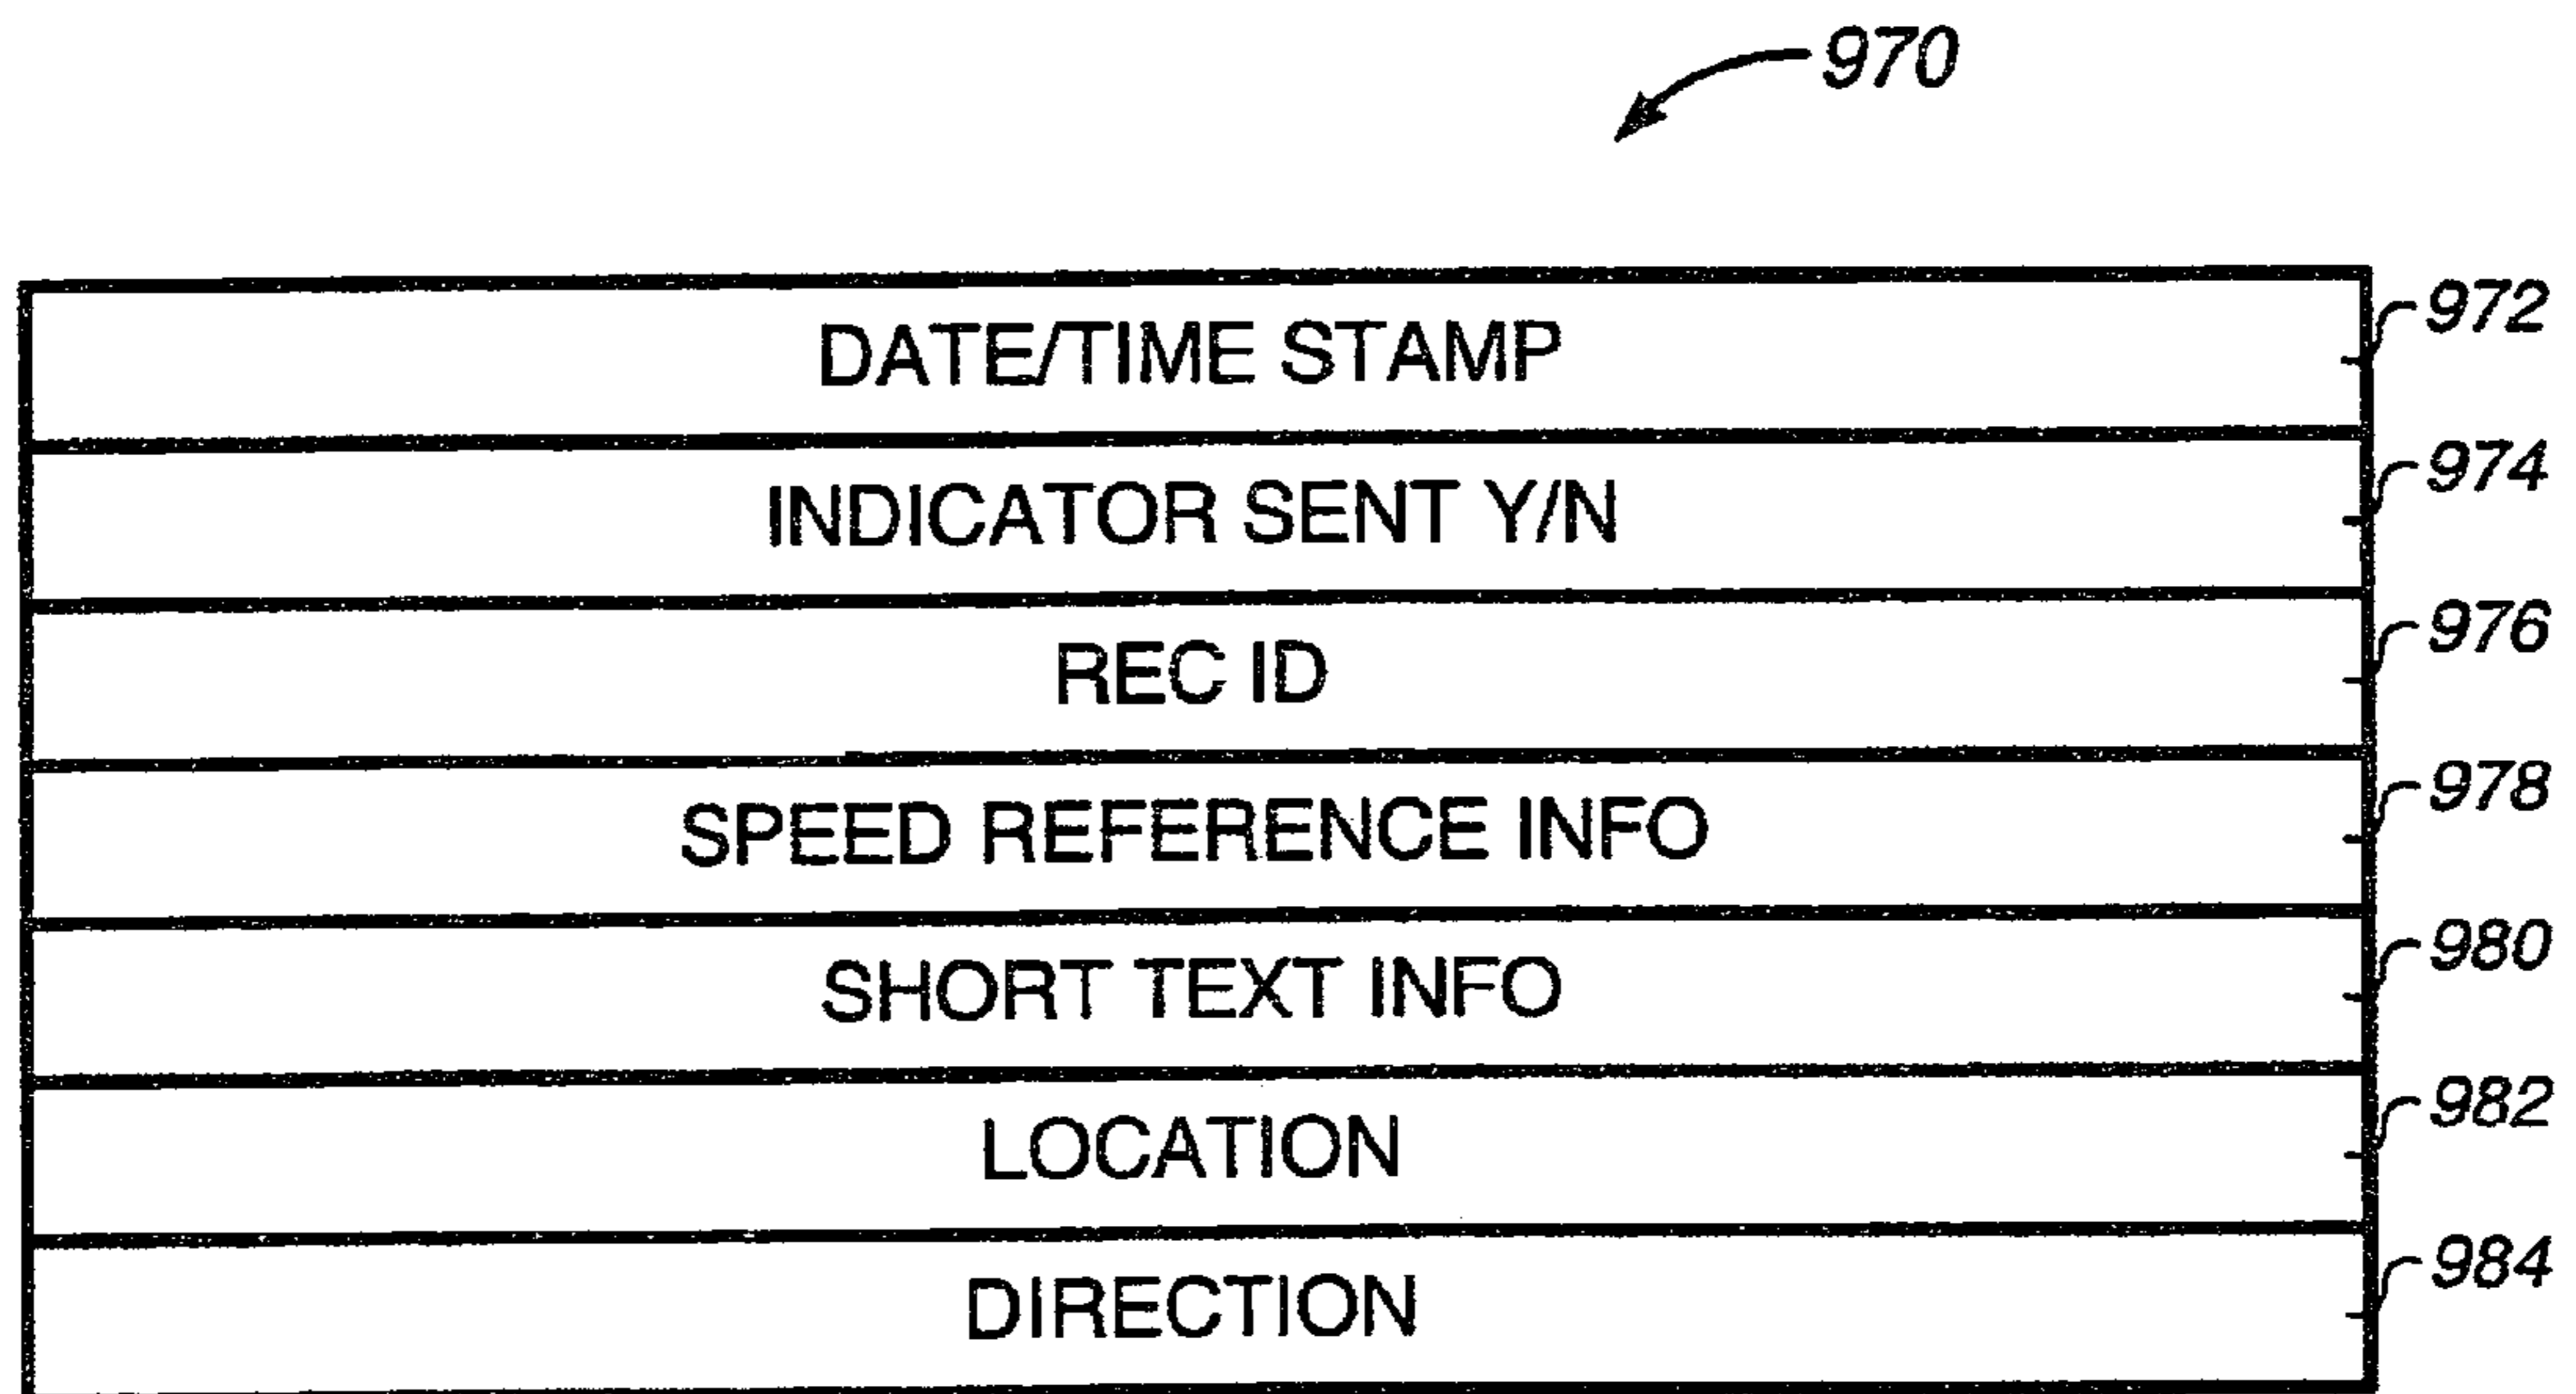 970
DATE/TIME STAMP 972
INDICATOR SENT Y/N 974
REC ID 976
SPEED REFERENCE INFO 978
SHORT TEXT INFO 980
LOCATION 982
DIRECTION 984